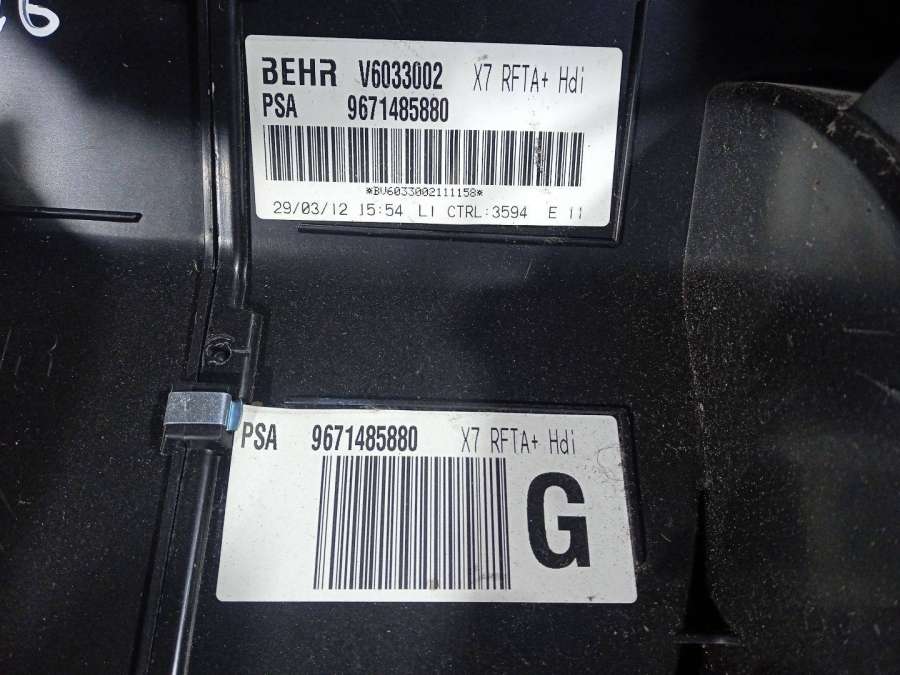 BEHR V6033002 X7 RFTA+ Hdi
PSA 9671485880
*BV6033002111158*
29/03/12 15:54 L1 CTRL:3594 E 11
PSA 9671485880 X7 RFTA+ Hdi
G